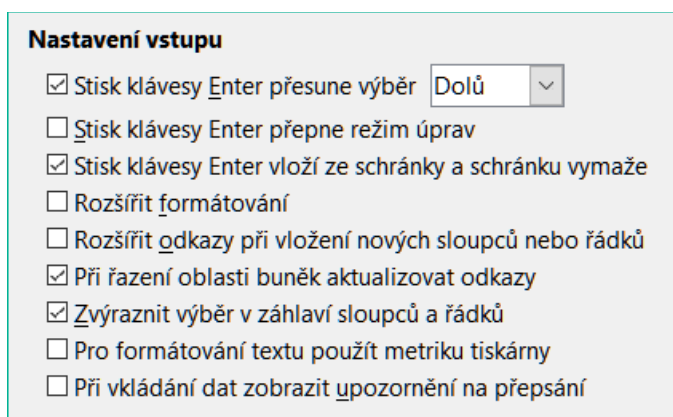 Nastavení vstupu
Stisk klávesy Enter přesune výběr Dolů
Stisk klávesy Enter přepne režim úprav
Stisk klávesy Enter vloží ze schránky a schránku vymaže
Rozšířit formátování
Rozšířit odkazy při vložení nových sloupců nebo řádků
Při řazení oblasti buněk aktualizovat odkazy
Zvýraznit výběr v záhlaví sloupců a řádků
Pro formátování textu použít metriku tiskárny
Při vkládání dat zobrazit upozornění na přepsání